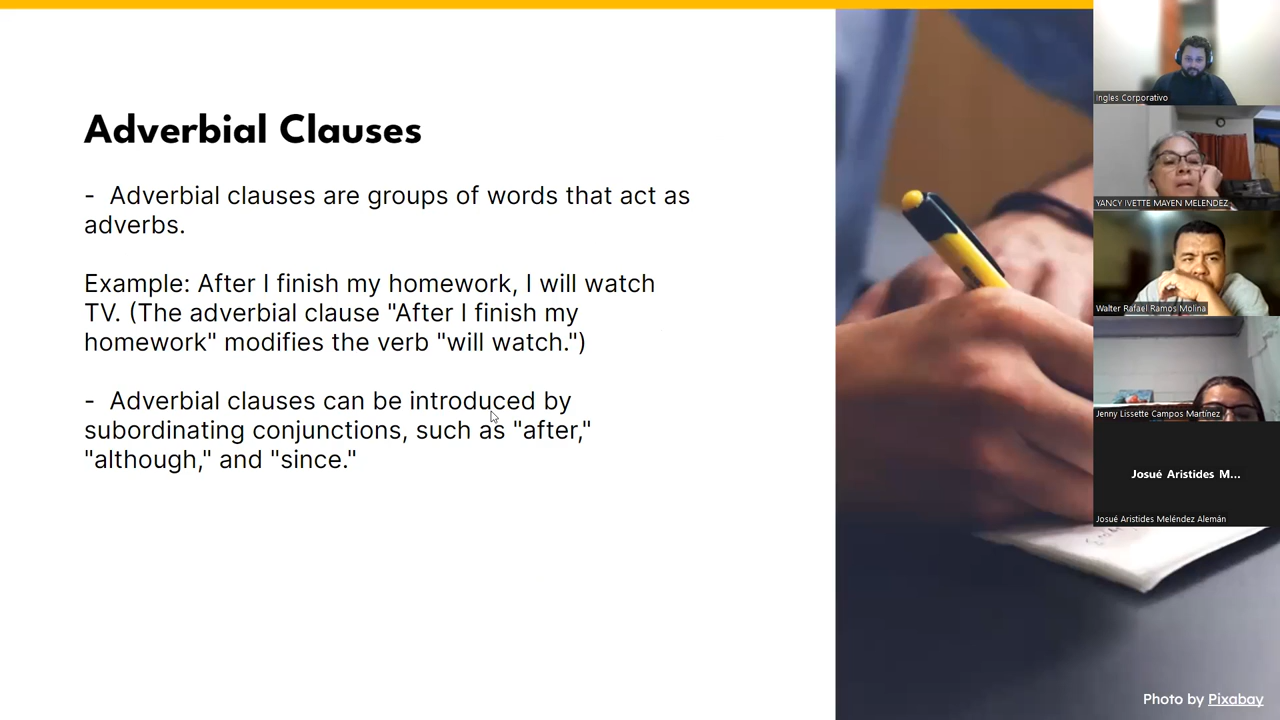 Adverbial Clauses
- Adverbial clauses are groups of words that act as
adverbs.
Example: After I finish my homework, I will watch
TV. (The adverbial clause "After I finish my
homework" modifies the verb "will watch.")
- Adverbial clauses can be introduced by
subordinating conjunctions, such as "after,"
"although," and "since."
Photo by Pixabay
Ingles Corporativo
YANCY IVETTE MAYEN MELENDEZ
Walter Rafael Ramos Molina
Jenny Lissette Campos Martinez
Josué Aristides M...
Josué Aristides Meléndez Alemán